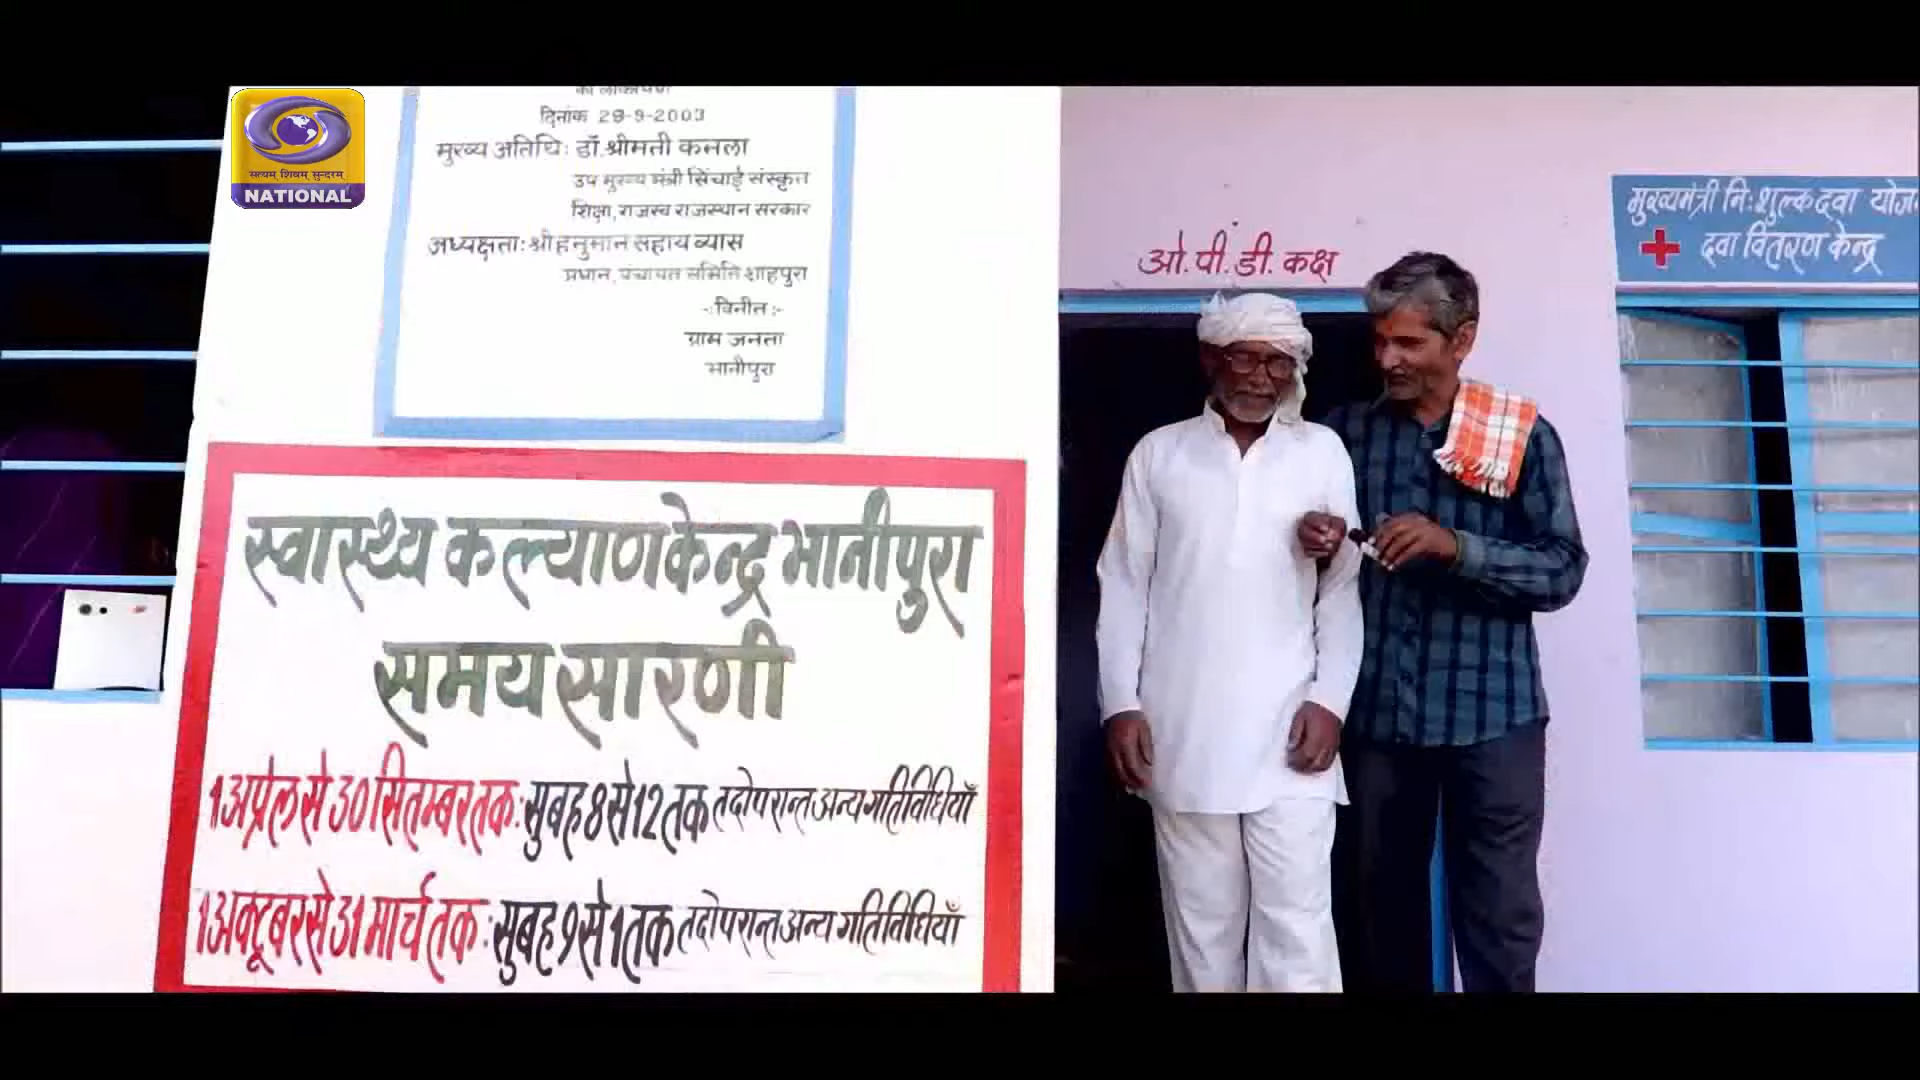 सत्यम् शिवम् सुन्दरम्
NATIONAL
का लोकार्पण
दिनांक 28-9-2003
मुख्य अतिथि: डॉ. श्रीमती कमला
उप मुख्य मंत्री सिंचाई संस्कृत
शिक्षा, राजस्व राजस्थान सरकार
अध्यक्षता: श्री हनुमान सहाय व्यास
प्रधान, पंचायत समिति शाहपुरा
-: विनीत :-
ग्राम जनता
भानीपुरा
स्वास्थ्य कल्याण केन्द्र भानीपुरा
समय सारणी
1 अप्रेल से 30 सितम्बर तक: सुबह 8 से 12 तक तदोपरान्त अन्य गतिविधियाँ
1 अक्टूबर से 31 मार्च तक: सुबह 9 से 1 तक तदोपरान्त अन्य गतिविधियाँ
ओ.पी.डी. कक्ष
मुख्यमंत्री नि:शुल्क दवा योज
दवा वितरण केन्द्र